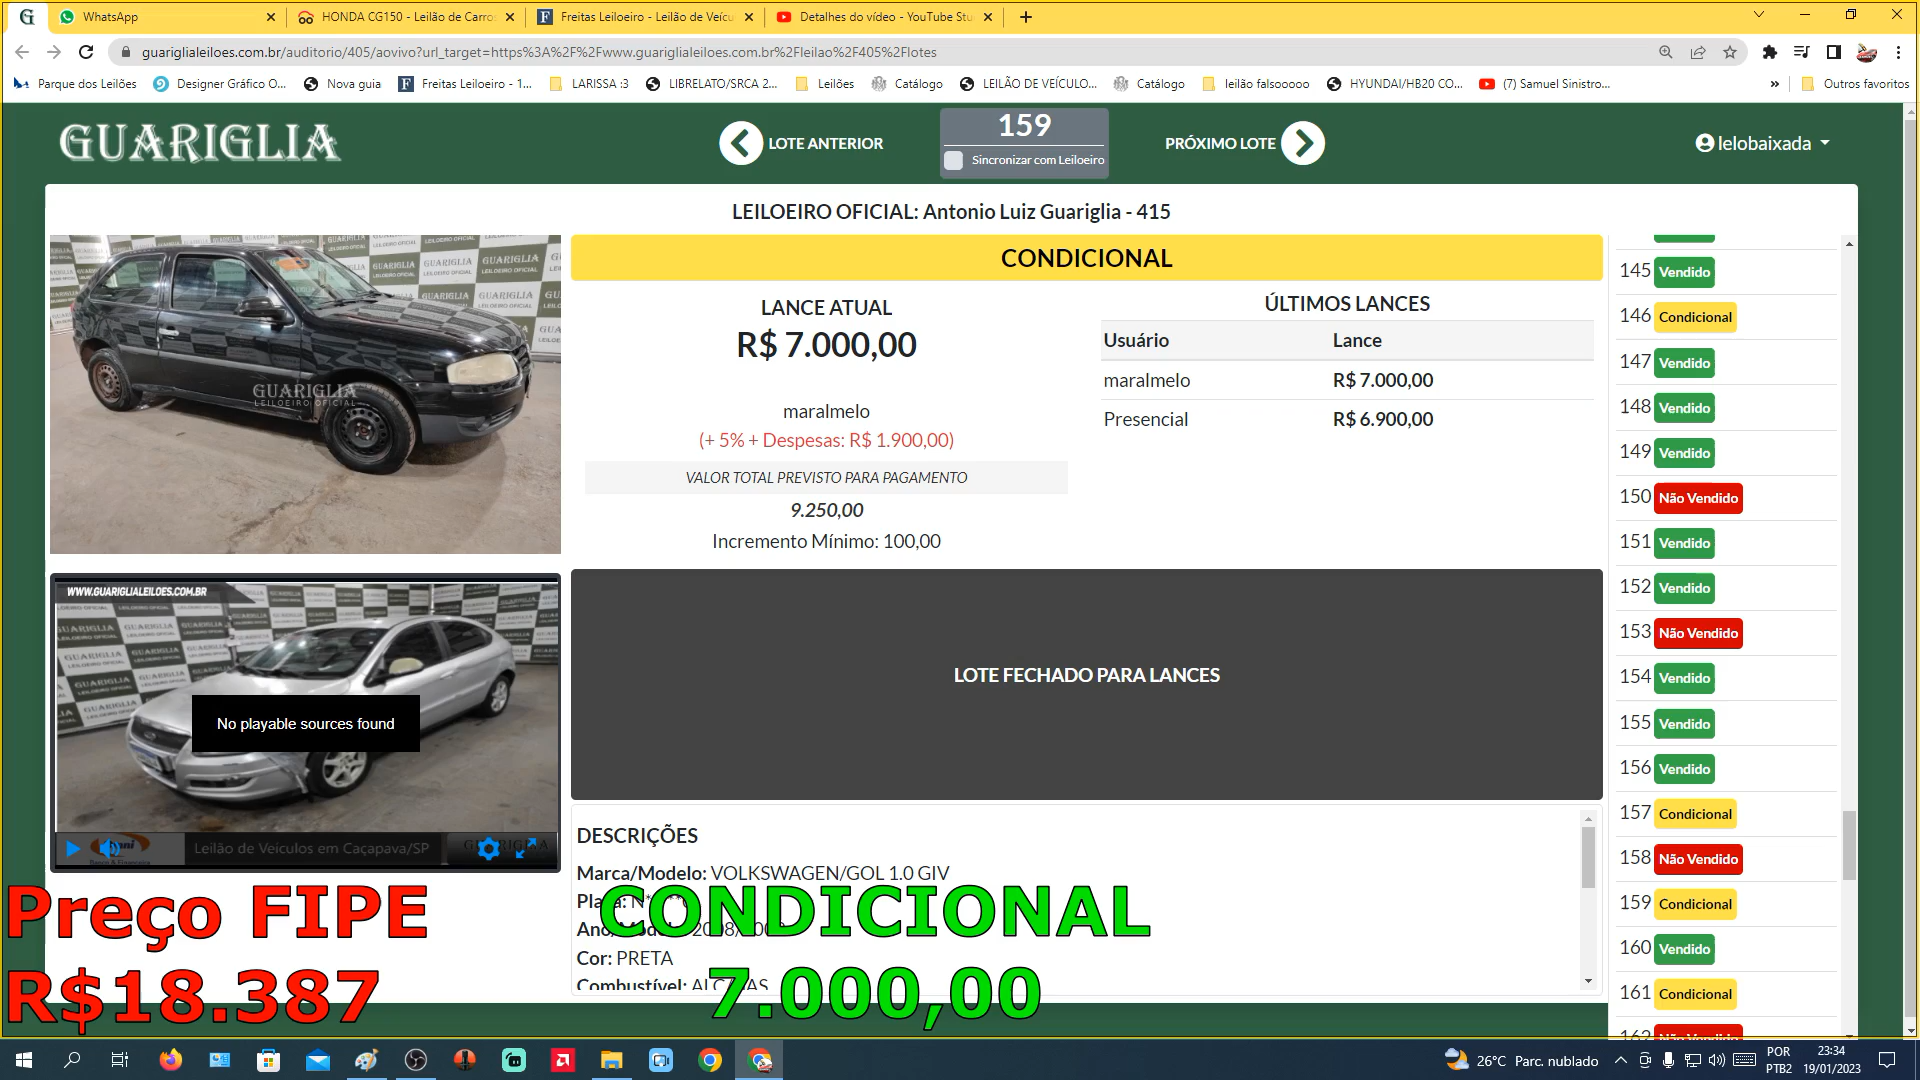 WhatsApp
HONDA CG150 - Leilão de Carros
Freitas Leiloeiro - Leilão de Veícu
Detalhes do vídeo - YouTube Stu
guariglialeiloes.com.br/auditorio/405/aovivo?url_target=https%3A%2F%2Fwww.guariglialeiloes.com.br%2Fleilao%2F405%2Flotes
Parque dos Leilões
Designer Gráfico O...
Nova guia
Freitas Leiloeiro - 1...
LARISSA :3
LIBRELATO/SRCA 2...
Leilões
Catálogo
LEILÃO DE VEÍCULO...
Catálogo
leilão falsooooo
HYUNDAI/HB20 CO...
(7) Samuel Sinistro...
»
Outros favoritos
GUARIGLIA
LOTE ANTERIOR
159
Sincronizar com Leiloeiro
PRÓXIMO LOTE
lelobaixada
LEILOEIRO OFICIAL: Antonio Luiz Guariglia - 415
CONDICIONAL
LANCE ATUAL
R$ 7.000,00
maralmelo
(+ 5% + Despesas: R$ 1.900,00)
VALOR TOTAL PREVISTO PARA PAGAMENTO
9.250,00
Incremento Mínimo: 100,00
ÚLTIMOS LANCES
Usuário Lance
maralmelo R$ 7.000,00
Presencial R$ 6.900,00
GUARIGLIA
LEILOEIRO OFICIAL
WWW.GUARIGLIALEILOES.COM.BR
No playable sources found
Leilão de Veículos em Caçapava/SP
LOTE FECHADO PARA LANCES
DESCRIÇÕES
Marca/Modelo: VOLKSWAGEN/GOL 1.0 GIV
Cor: PRETA
Combustível:
145 Vendido
146 Condicional
147 Vendido
148 Vendido
149 Vendido
150 Não Vendido
151 Vendido
152 Vendido
153 Não Vendido
154 Vendido
155 Vendido
156 Vendido
157 Condicional
158 Não Vendido
159 Condicional
160 Vendido
161 Condicional
162 Não Vendido
Preço FIPE
R$18.387
CONDICIONAL
7.000,00
26°C Parc. nublado
POR
PTB2
23:34
19/01/2023